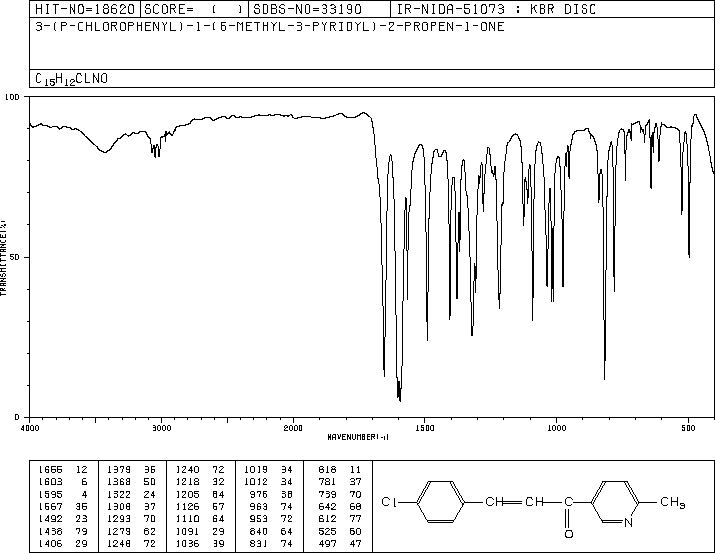 HIT-NO=18620 SCORE= ( ) SDBS-NO=33190 IR-NIDA-51073 : KBR DISC
3-(P-CHLOROPHENYL)-1-(6-METHYL-3-PYRIDYL)-2-PROPEN-1-ONE
C15H12CLNO
100
50
0
TRANSMITTANCE(%)
4000 3000 2000 1500 1000 500
WAVENUMBER(-1)
1655 12 1379 36 1240 72 1019 34 818 11
1603 6 1368 50 1218 32 1012 34 781 37
1595 4 1322 24 1205 64 976 38 739 70
1567 35 1308 37 1126 57 963 74 642 68
1492 23 1293 70 1110 64 953 72 612 77
1438 79 1279 62 1091 29 840 64 525 60
1406 29 1248 72 1036 39 831 74 497 47
Cl CH CH C CH3
O N